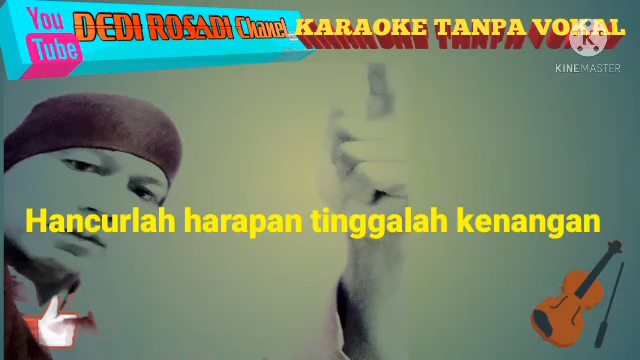 You
Tube
DEDI ROSADI Chanel
KARAOKE TANPA VOKAL
K
KINEMASTER
Hancurlah harapan tinggalah kenangan